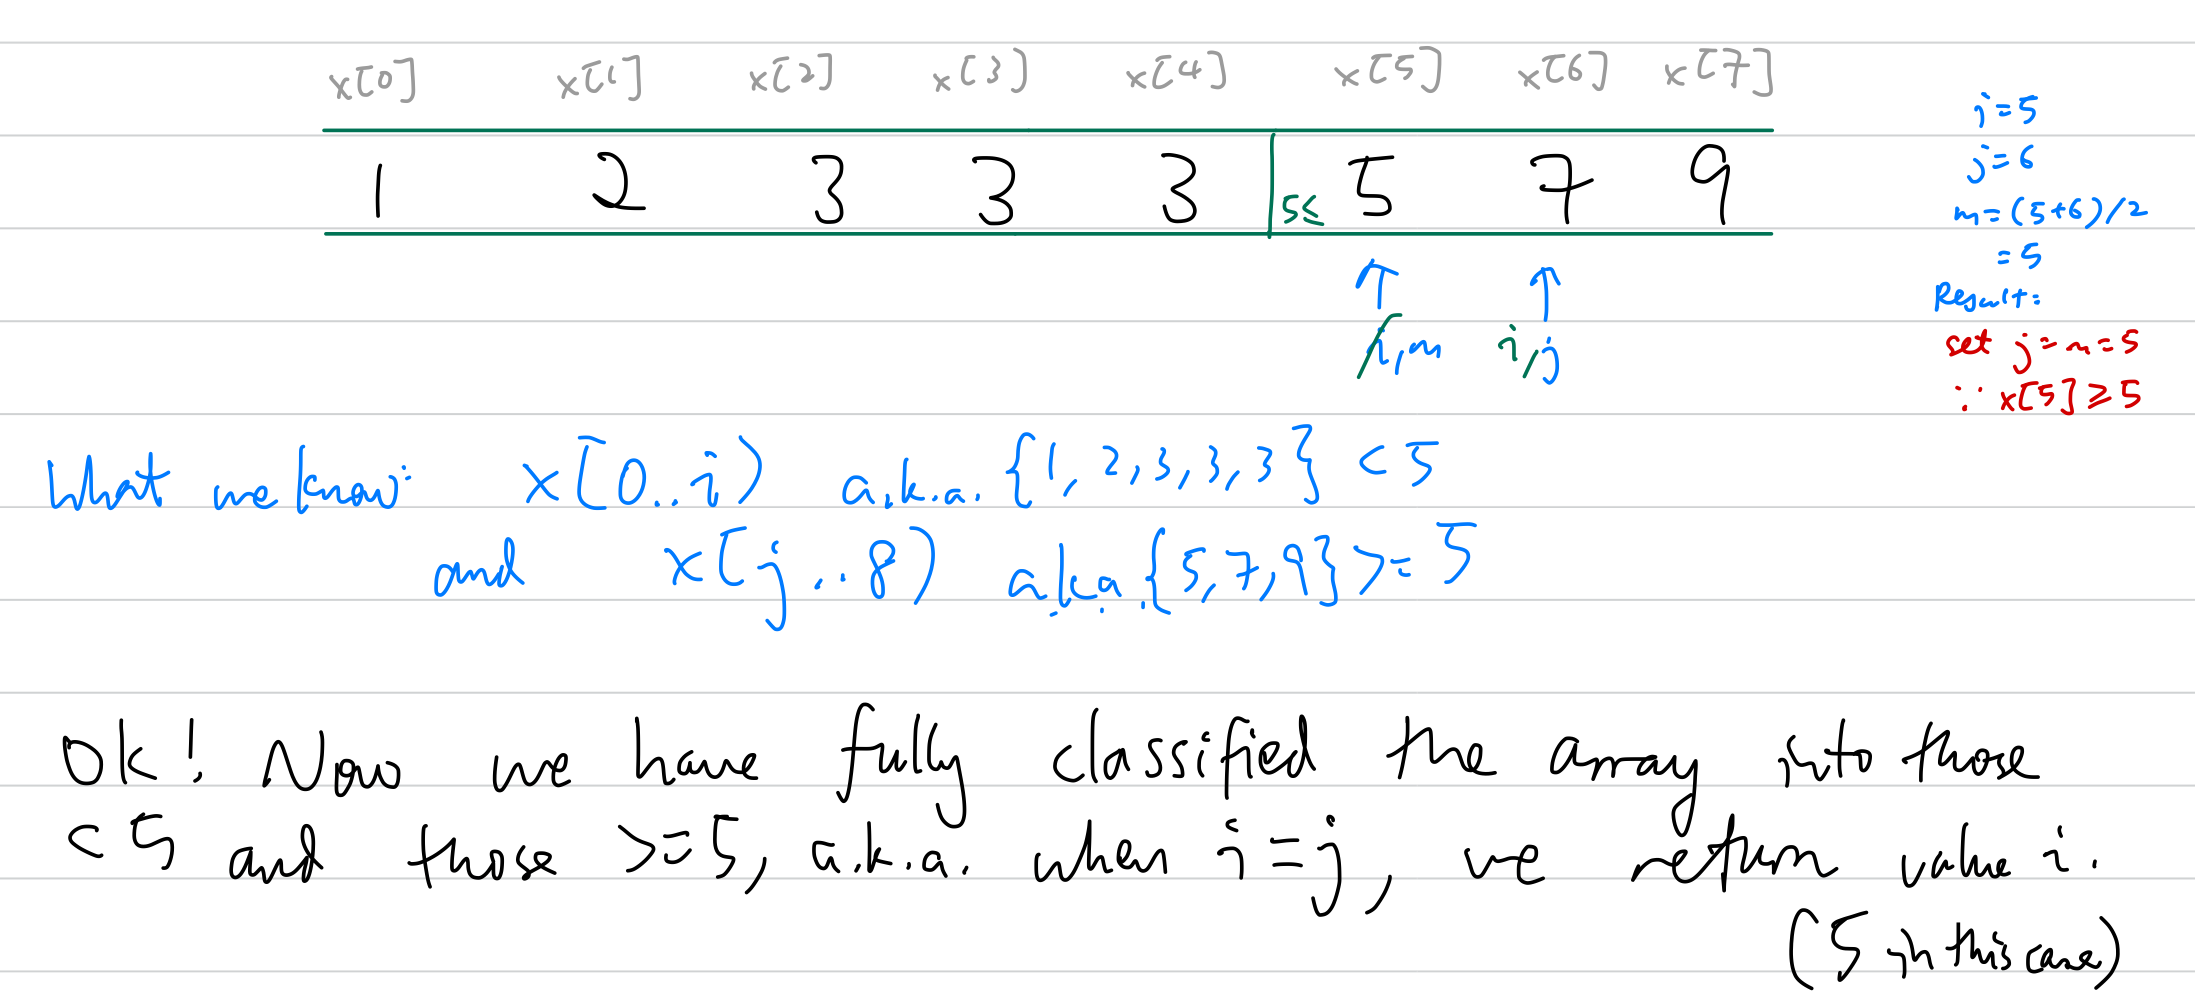 x[0] x[1] x[2] x[3] x[4] x[5] x[6] x[7]
1 2 3 3 3 5≤ 5 7 9
i=5
j=6
m=(5+6)/2
=5
Result:
set j=m=5
∵ x[5]≥5
i,m i,j
What we know: x[0..i) a.k.a. {1,2,3,3,3} <5
and x[j..8) a.k.a. {5,7,9} >=5
Ok! Now we have fully classified the array into those
<5 and those >=5, a.k.a. when i=j, we return value i.
(5 in this case)